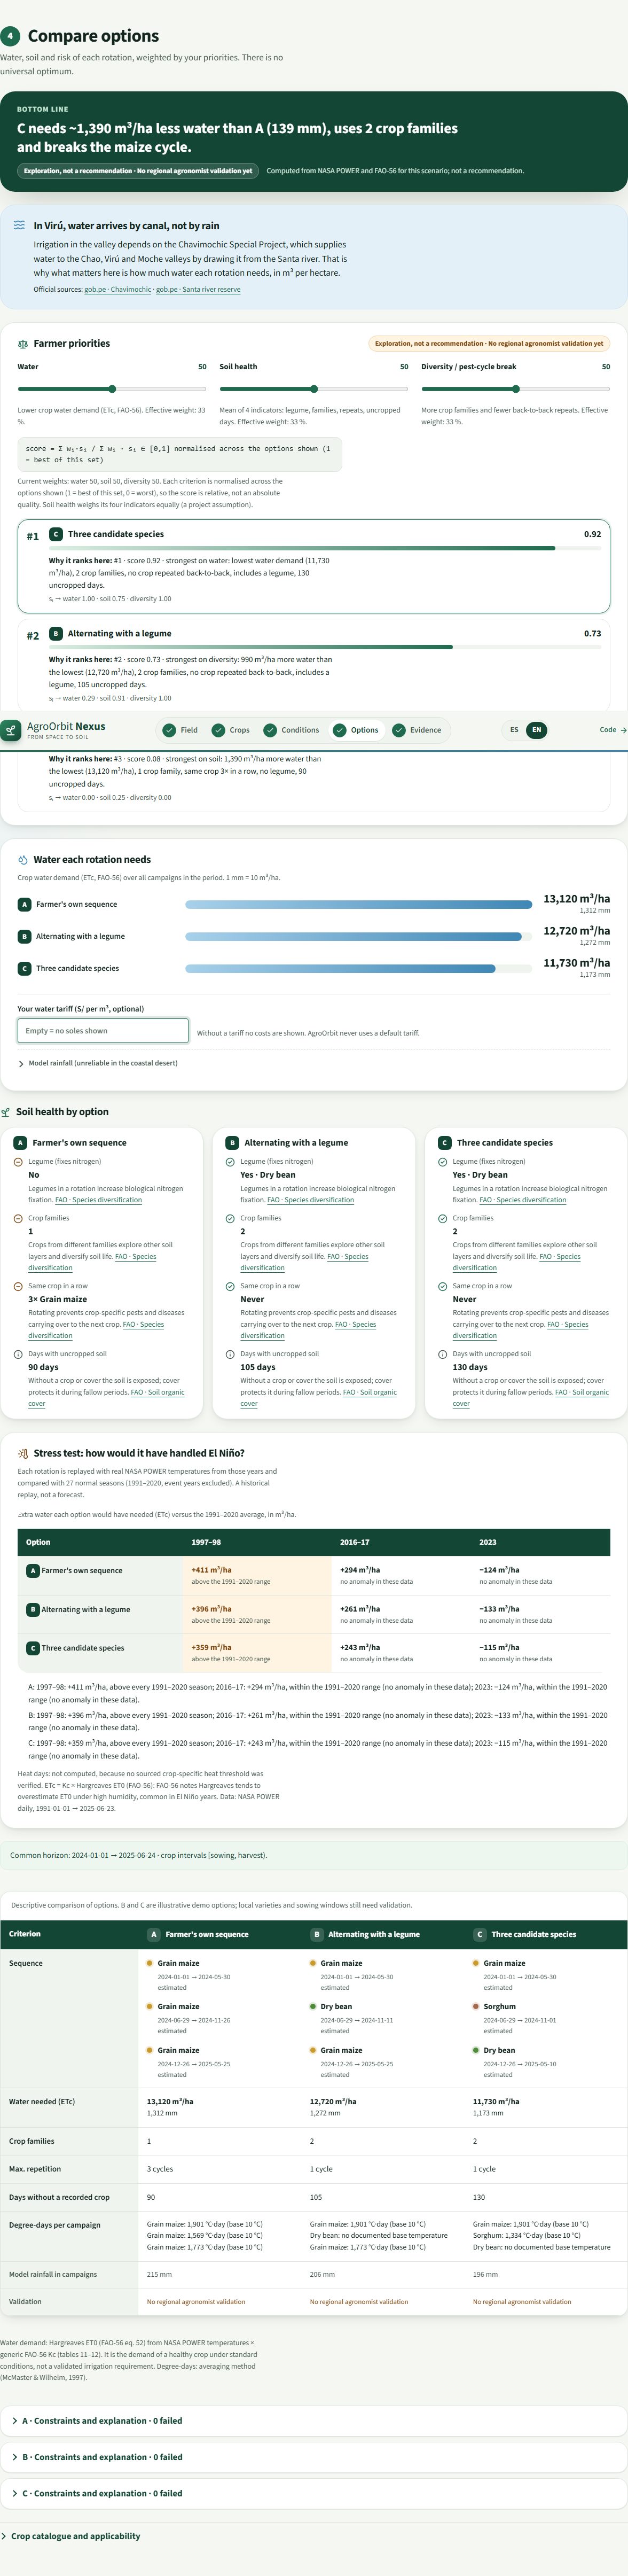 4 Compare options
Water, soil and risk of each rotation, weighted by your priorities. There is no
universal optimum.
BOTTOM LINE
C needs ~1,390 m³/ha less water than A (139 mm), uses 2 crop families
and breaks the maize cycle.
Exploration, not a recommendation · No regional agronomist validation yet Computed from NASA POWER and FAO-56 for this scenario; not a recommendation.
In Virú, water arrives by canal, not by rain
Irrigation in the valley depends on the Chavimochic Special Project, which supplies
water to the Chao, Virú and Moche valleys by drawing it from the Santa river. That is
why what matters here is how much water each rotation needs, in m³ per hectare.
Official sources: gob.pe · Chavimochic · gob.pe · Santa river reserve
Farmer priorities
Exploration, not a recommendation · No regional agronomist validation yet
Water 50
Lower crop water demand (ETc, FAO-56). Effective weight: 33
%.
Soil health 50
Mean of 4 indicators: legume, families, repeats, uncropped
days. Effective weight: 33 %.
Diversity / pest-cycle break 50
More crop families and fewer back-to-back repeats. Effective
weight: 33 %.
score = Σ wᵢ·sᵢ / Σ wᵢ · sᵢ ∈ [0,1] normalised across the options shown (1
= best of this set)
Current weights: water 50, soil 50, diversity 50. Each criterion is normalised across the
options shown (1 = best of this set, 0 = worst), so the score is relative, not an absolute
quality. Soil health weighs its four indicators equally (a project assumption).
#1 C Three candidate species 0.92
Why it ranks here: #1 · score 0.92 · strongest on water: lowest water demand (11,730
m³/ha), 2 crop families, no crop repeated back-to-back, includes a legume, 130
uncropped days.
sᵢ → water 1.00 · soil 0.75 · diversity 1.00
#2 B Alternating with a legume 0.73
Why it ranks here: #2 · score 0.73 · strongest on diversity: 990 m³/ha more water than
the lowest (12,720 m³/ha), 2 crop families, no crop repeated back-to-back, includes a
legume, 105 uncropped days.
sᵢ → water 0.29 · soil 0.91 · diversity 1.00
AgroOrbit Nexus
FROM SPACE TO SOIL
Field Crops Conditions Options Evidence
ES EN
Code →
Why it ranks here: #3 · score 0.08 · strongest on soil: 1,390 m³/ha more water than
the lowest (13,120 m³/ha), 1 crop family, same crop 3× in a row, no legume, 90
uncropped days.
sᵢ → water 0.00 · soil 0.25 · diversity 0.00
Water each rotation needs
Crop water demand (ETc, FAO-56) over all campaigns in the period. 1 mm = 10 m³/ha.
A Farmer's own sequence 13,120 m³/ha
1,312 mm
B Alternating with a legume 12,720 m³/ha
1,272 mm
C Three candidate species 11,730 m³/ha
1,173 mm
Your water tariff (S/ per m³, optional)
Empty = no soles shown Without a tariff no costs are shown. AgroOrbit never uses a default tariff.
Model rainfall (unreliable in the coastal desert)
Soil health by option
A Farmer's own sequence
Legume (fixes nitrogen)
No
Legumes in a rotation increase biological nitrogen
fixation. FAO · Species diversification
Crop families
1
Crops from different families explore other soil
layers and diversify soil life. FAO · Species
diversification
Same crop in a row
3× Grain maize
Rotating prevents crop-specific pests and diseases
carrying over to the next crop. FAO · Species
diversification
Days with uncropped soil
90 days
Without a crop or cover the soil is exposed; cover
protects it during fallow periods. FAO · Soil organic
cover
B Alternating with a legume
Legume (fixes nitrogen)
Yes · Dry bean
Legumes in a rotation increase biological nitrogen
fixation. FAO · Species diversification
Crop families
2
Crops from different families explore other soil
layers and diversify soil life. FAO · Species
diversification
Same crop in a row
Never
Rotating prevents crop-specific pests and diseases
carrying over to the next crop. FAO · Species
diversification
Days with uncropped soil
105 days
Without a crop or cover the soil is exposed; cover
protects it during fallow periods. FAO · Soil organic
cover
C Three candidate species
Legume (fixes nitrogen)
Yes · Dry bean
Legumes in a rotation increase biological nitrogen
fixation. FAO · Species diversification
Crop families
2
Crops from different families explore other soil
layers and diversify soil life. FAO · Species
diversification
Same crop in a row
Never
Rotating prevents crop-specific pests and diseases
carrying over to the next crop. FAO · Species
diversification
Days with uncropped soil
130 days
Without a crop or cover the soil is exposed; cover
protects it during fallow periods. FAO · Soil organic
cover
Stress test: how would it have handled El Niño?
Each rotation is replayed with real NASA POWER temperatures from those years and
compared with 27 normal seasons (1991–2020, event years excluded). A historical
replay, not a forecast.
water each option would have needed (ETc) versus the 1991–2020 average, in m³/ha.
Option 1997–98 2016–17 2023
A Farmer's own sequence +411 m³/ha +294 m³/ha −124 m³/ha
above the 1991–2020 range no anomaly in these data no anomaly in these data
B Alternating with a legume +396 m³/ha +261 m³/ha −133 m³/ha
above the 1991–2020 range no anomaly in these data no anomaly in these data
C Three candidate species +359 m³/ha +243 m³/ha −115 m³/ha
above the 1991–2020 range no anomaly in these data no anomaly in these data
A: 1997–98: +411 m³/ha, above every 1991–2020 season; 2016–17: +294 m³/ha, within the 1991–2020 range (no anomaly in these data); 2023: −124 m³/ha, within the 1991–2020
range (no anomaly in these data).
B: 1997–98: +396 m³/ha, above every 1991–2020 season; 2016–17: +261 m³/ha, within the 1991–2020 range (no anomaly in these data); 2023: −133 m³/ha, within the 1991–2020
range (no anomaly in these data).
C: 1997–98: +359 m³/ha, above every 1991–2020 season; 2016–17: +243 m³/ha, within the 1991–2020 range (no anomaly in these data); 2023: −115 m³/ha, within the 1991–2020
range (no anomaly in these data).
Heat days: not computed, because no sourced crop-specific heat threshold was
verified. ETc = Kc × Hargreaves ET0 (FAO-56): FAO-56 notes Hargreaves tends to
overestimate ET0 under high humidity, common in El Niño years. Data: NASA POWER
daily, 1991-01-01 → 2025-06-23.
Common horizon: 2024-01-01 → 2025-06-24 · crop intervals [sowing, harvest).
Descriptive comparison of options. B and C are illustrative demo options; local varieties and sowing windows still need validation.
Criterion A Farmer's own sequence B Alternating with a legume C Three candidate species
Sequence Grain maize Grain maize Grain maize
2024-01-01 → 2024-05-30 2024-01-01 → 2024-05-30 2024-01-01 → 2024-05-30
estimated estimated estimated
Grain maize Dry bean Sorghum
2024-06-29 → 2024-11-26 2024-06-29 → 2024-11-11 2024-06-29 → 2024-11-01
estimated estimated estimated
Grain maize Grain maize Dry bean
2024-12-26 → 2025-05-25 2024-12-26 → 2025-05-25 2024-12-26 → 2025-05-10
estimated estimated estimated
Water needed (ETc) 13,120 m³/ha 12,720 m³/ha 11,730 m³/ha
1,312 mm 1,272 mm 1,173 mm
Crop families 1 2 2
Max. repetition 3 cycles 1 cycle 1 cycle
Days without a recorded crop 90 105 130
Degree-days per campaign Grain maize: 1,901 °C·day (base 10 °C) Grain maize: 1,901 °C·day (base 10 °C) Grain maize: 1,901 °C·day (base 10 °C)
Grain maize: 1,569 °C·day (base 10 °C) Dry bean: no documented base temperature Sorghum: 1,334 °C·day (base 10 °C)
Grain maize: 1,773 °C·day (base 10 °C) Grain maize: 1,773 °C·day (base 10 °C) Dry bean: no documented base temperature
Model rainfall in campaigns 215 mm 206 mm 196 mm
Validation No regional agronomist validation No regional agronomist validation No regional agronomist validation
Water demand: Hargreaves ET0 (FAO-56 eq. 52) from NASA POWER temperatures ×
generic FAO-56 Kc (tables 11–12). It is the demand of a healthy crop under standard
conditions, not a validated irrigation requirement. Degree-days: averaging method
(McMaster & Wilhelm, 1997).
A · Constraints and explanation · 0 failed
B · Constraints and explanation · 0 failed
C · Constraints and explanation · 0 failed
Crop catalogue and applicability